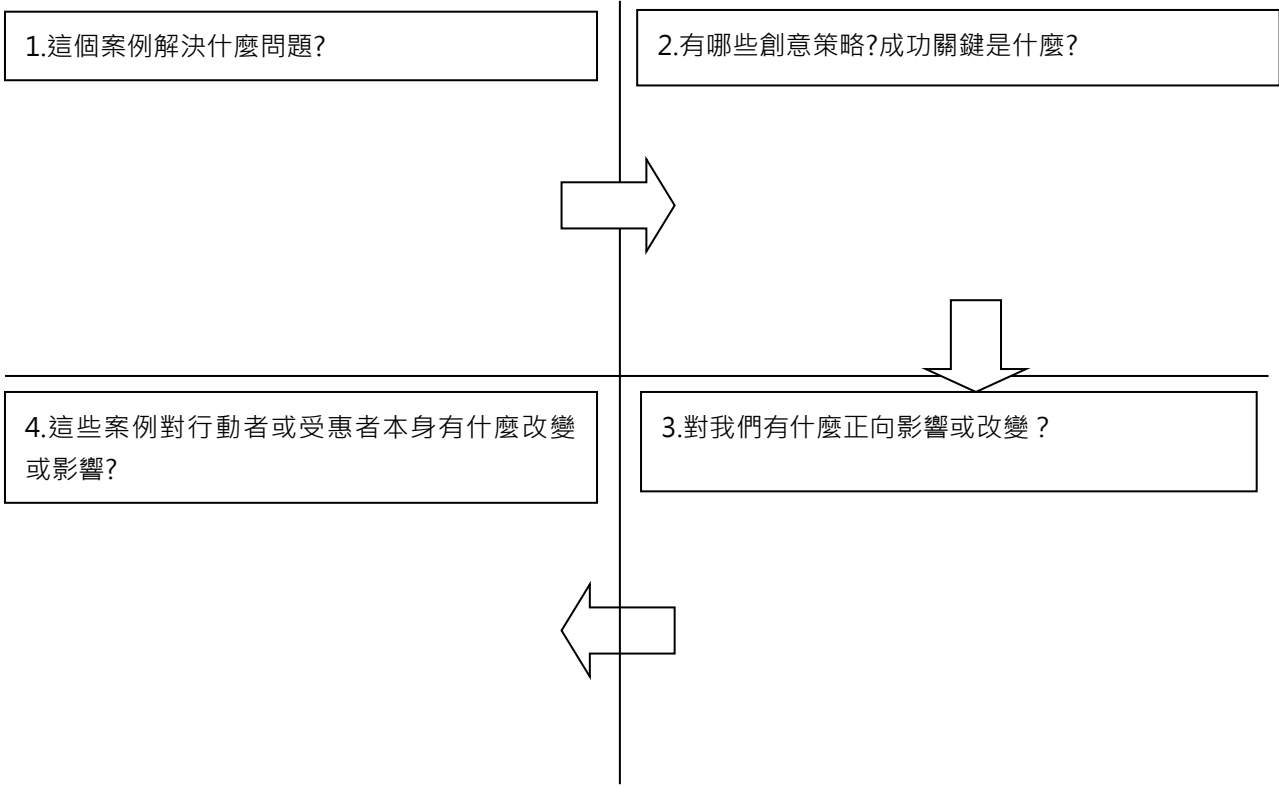 1.這個案例解決什麼問題?
2.有哪些創意策略?成功關鍵是什麼?
3.對我們有什麼正向影響或改變？
4.這些案例對行動者或受惠者本身有什麼改變
或影響?